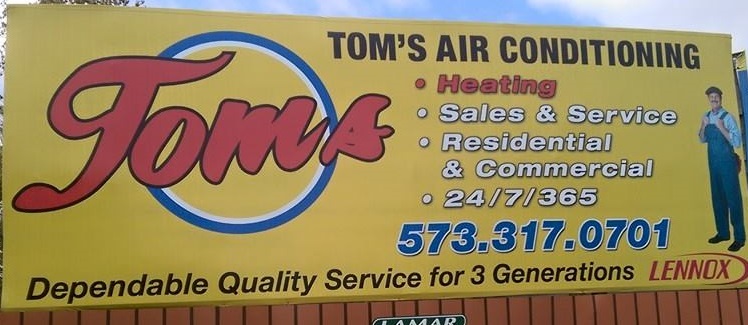 Toms
TOM'S AIR CONDITIONING
• Heating
• Sales & Service
• Residential
& Commercial
• 24/7/365
573.317.0701
Dependable Quality Service for 3 Generations
LENNOX
LAMAR